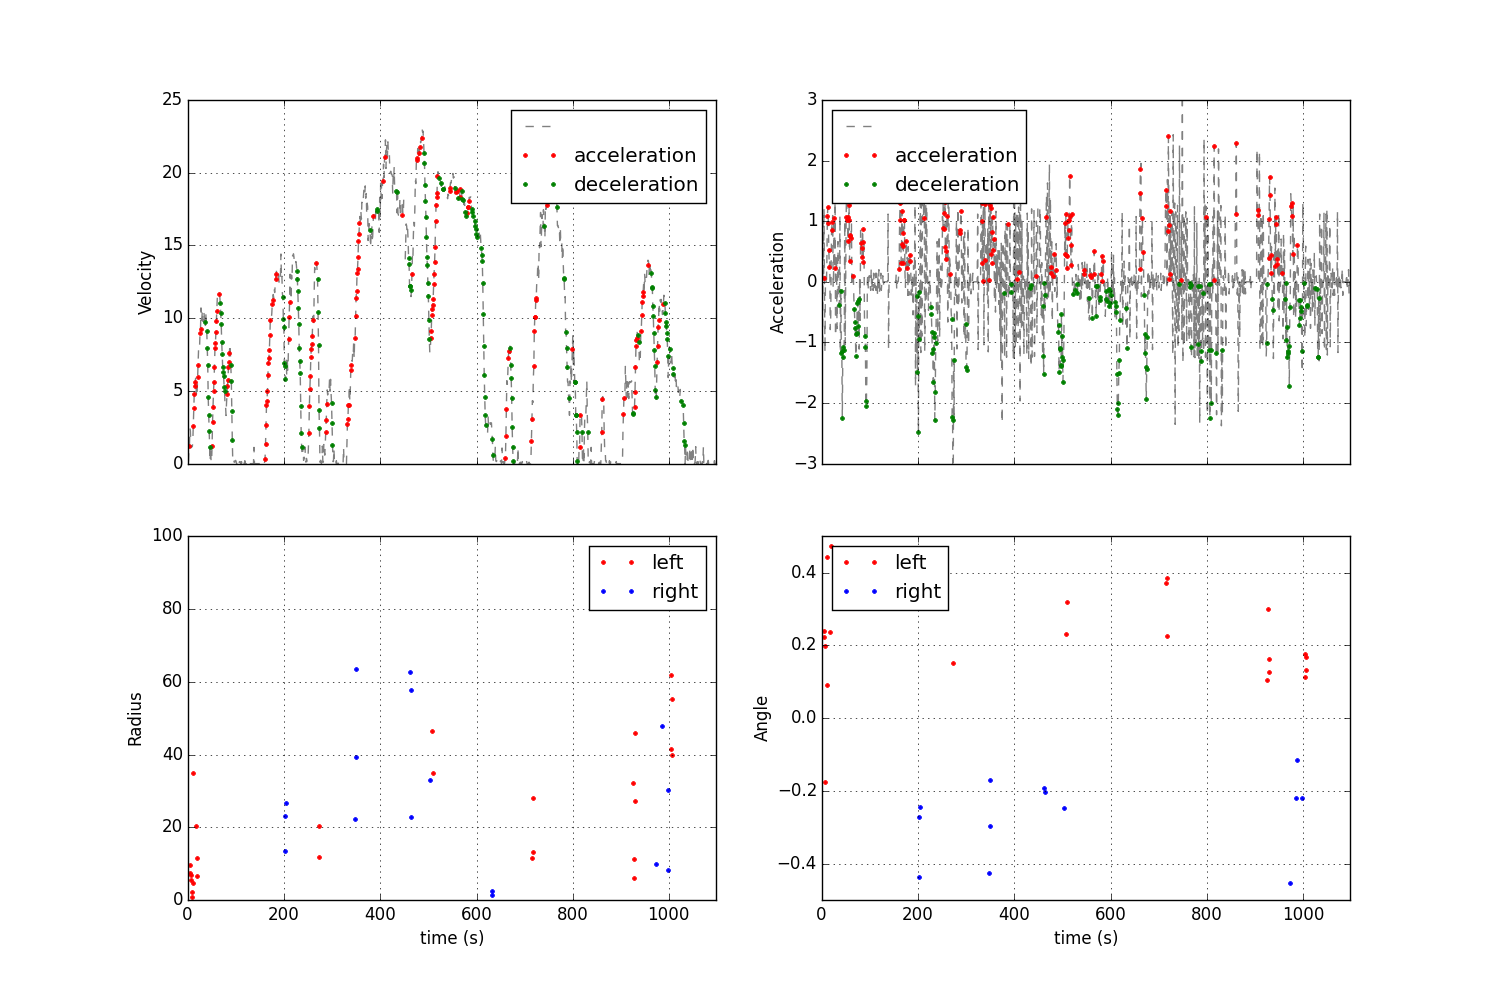 25
20
15
10
5
0
Velocity
acceleration
deceleration
3
2
1
0
−1
−2
−3
Acceleration
acceleration
deceleration
100
80
60
40
20
0
Radius
left
right
0 200 400 600 800 1000
time (s)
0.4
0.2
0.0
−0.2
−0.4
Angle
left
right
0 200 400 600 800 1000
time (s)